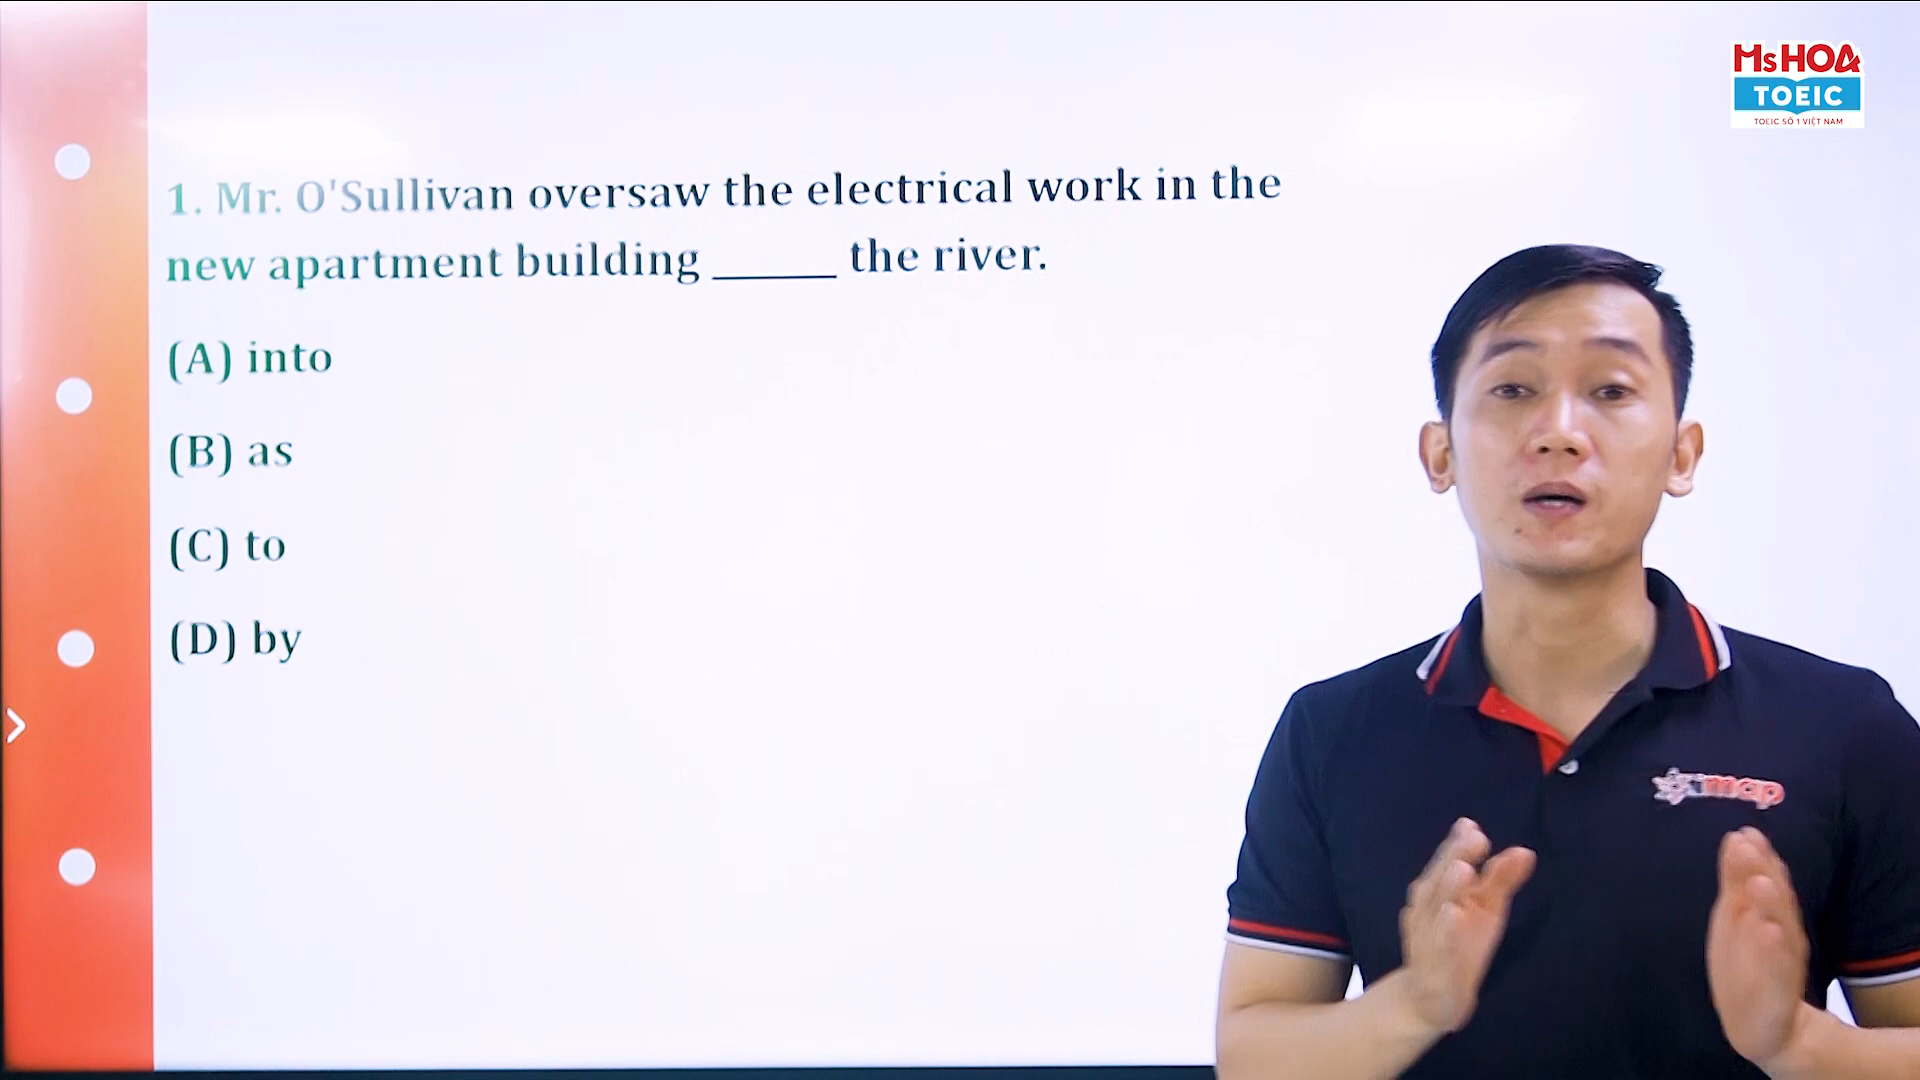 MsHOA
TOEIC
TOEIC SỐ 1 VIỆT NAM
1. Mr. O'Sullivan oversaw the electrical work in the
new apartment building _____ the river.
(A) into
(B) as
(C) to
(D) by
map